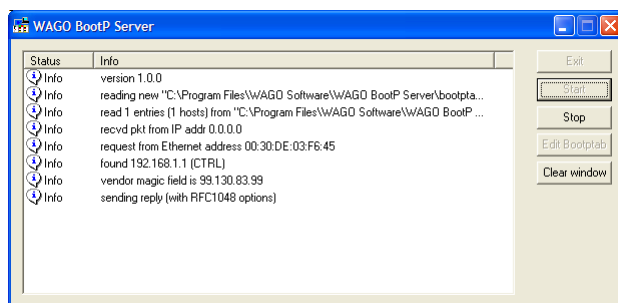 WAGO BootP Server
Status Info
Info version 1.0.0
Info reading new "C:\Program Files\WAGO Software\WAGO BootP Server\bootpta...
Info read 1 entries (1 hosts) from "C:\Program Files\WAGO Software\WAGO BootP ...
Info recvd pkt from IP addr 0.0.0.0
Info request from Ethernet address 00:30:DE:03:F6:45
Info found 192.168.1.1 (CTRL)
Info vendor magic field is 99.130.83.99
Info sending reply (with RFC1048 options)
Exit
Start
Stop
Edit Bootptab
Clear window